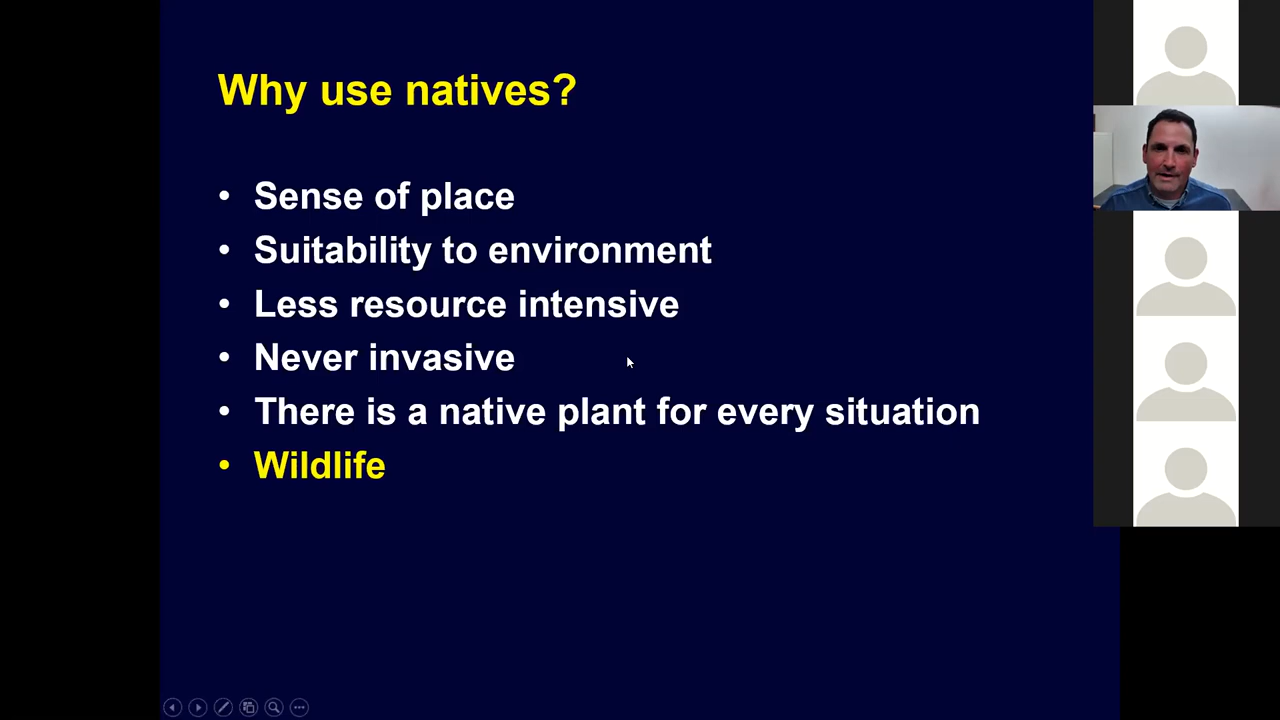 Why use natives?
• Sense of place
• Suitability to environment
• Less resource intensive
• Never invasive
• There is a native plant for every situation
• Wildlife